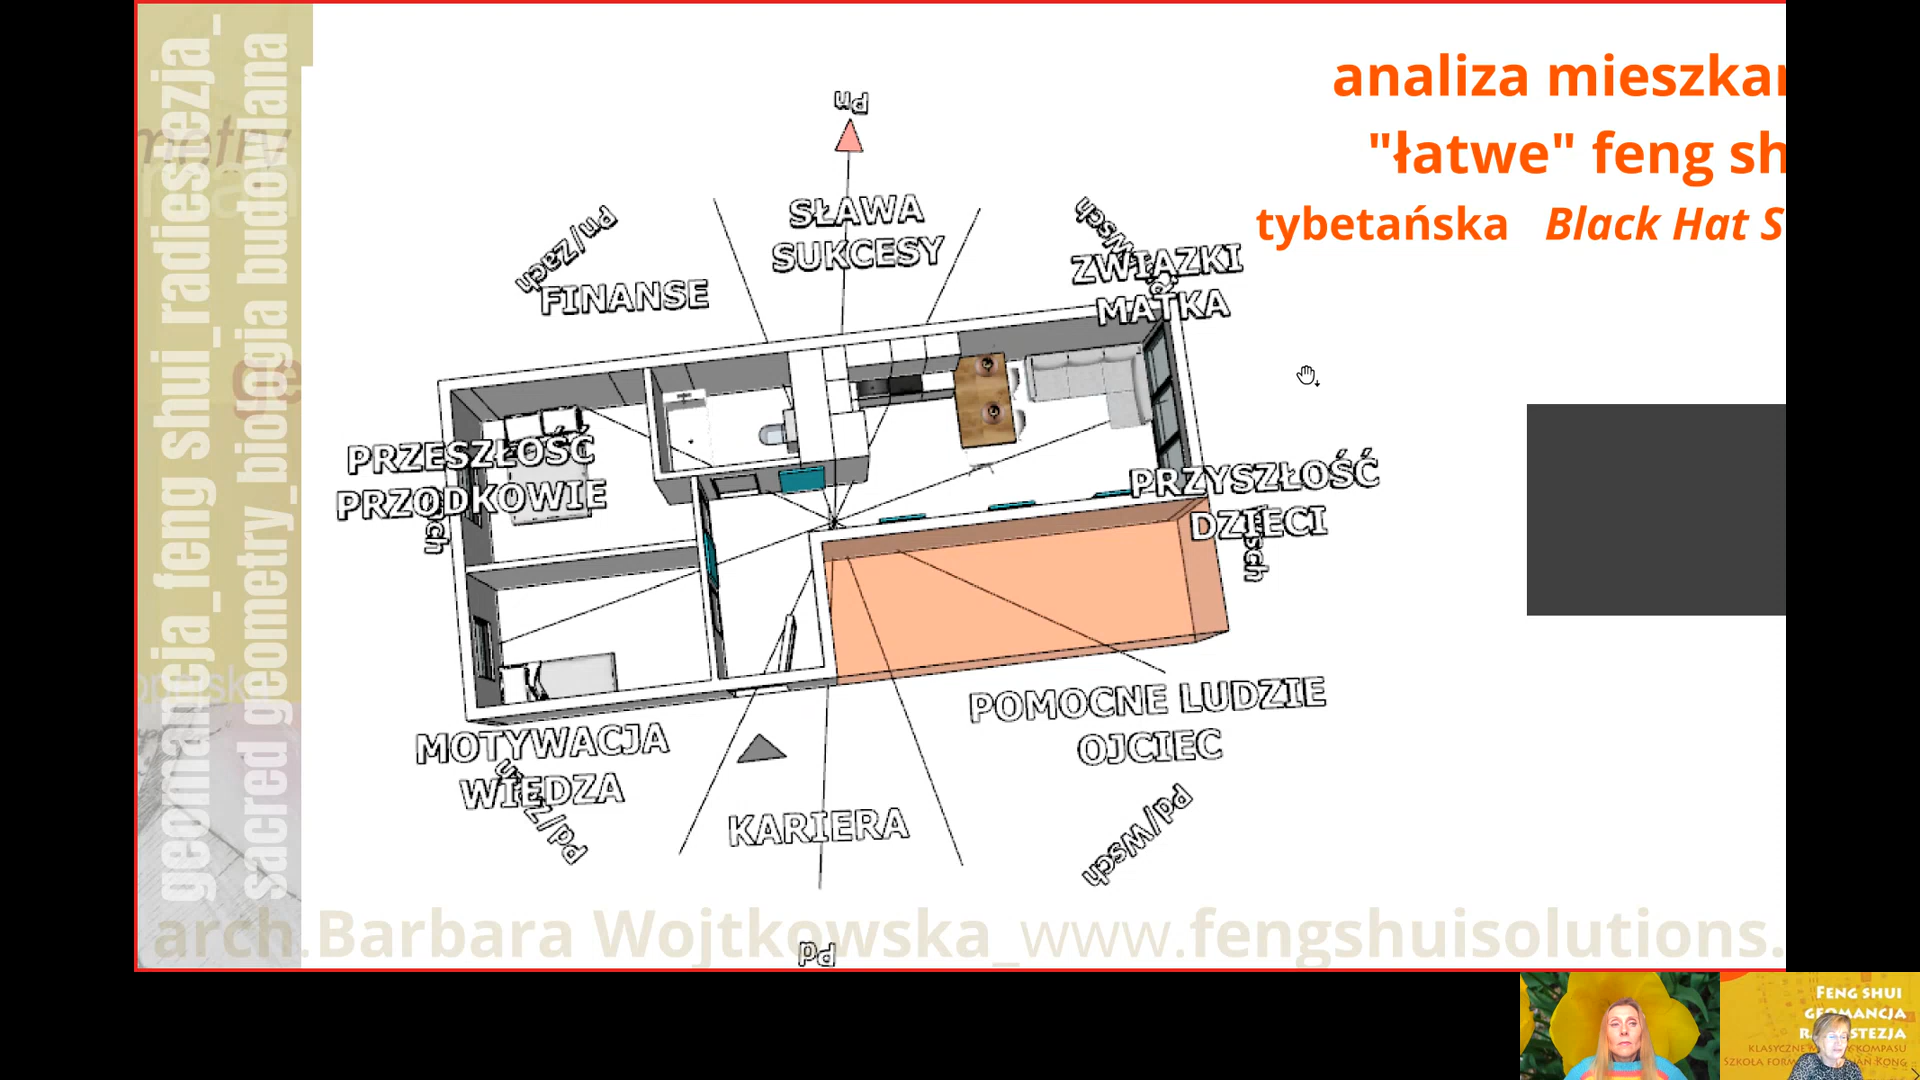 analiza mieszka
"łatwe" feng sh
tybetańska Black Hat S
pn
pn/zach
SŁAWA
SUKCESY
FINANSE
ZWIĄZKI
MATKA
PRZESZŁOŚĆ
PRZODKOWIE
PRZYSZŁOŚĆ
DZIECI
MOTYWACJA
WIEDZA
KARIERA
POMOCNE LUDZIE
OJCIEC
pd/wsch
pd
geomancja_feng shui_radiestezja_
sacred geometry_biologia budowlana
arch.Barbara Wojtkowska_www.fengshuisolutions.
FENG SHUI
GEOMANCJA